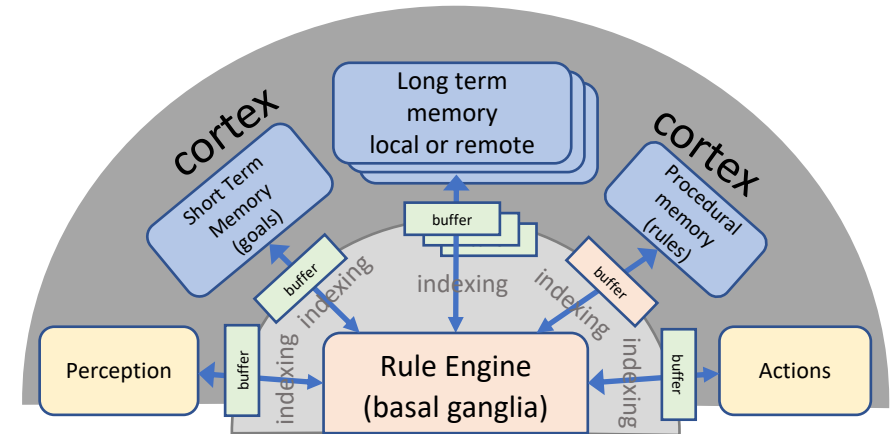 cortex
cortex
Long term
memory
local or remote
Short Term
Memory
(goals)
Procedural
memory
(rules)
buffer
buffer
buffer
indexing
indexing
indexing
Perception
buffer
indexing
Rule Engine
(basal ganglia)
indexing
buffer
Actions